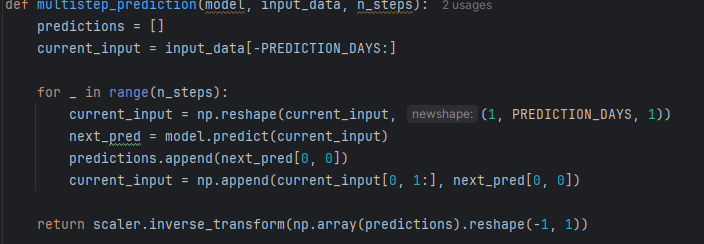 def multistep_prediction(model, input_data, n_steps): 2 usages
    predictions = []
    current_input = input_data[-PREDICTION_DAYS:]
    for _ in range(n_steps):
        current_input = np.reshape(current_input, newshape: (1, PREDICTION_DAYS, 1))
        next_pred = model.predict(current_input)
        predictions.append(next_pred[0, 0])
        current_input = np.append(current_input[0, 1:], next_pred[0, 0])
    return scaler.inverse_transform(np.array(predictions).reshape(-1, 1))